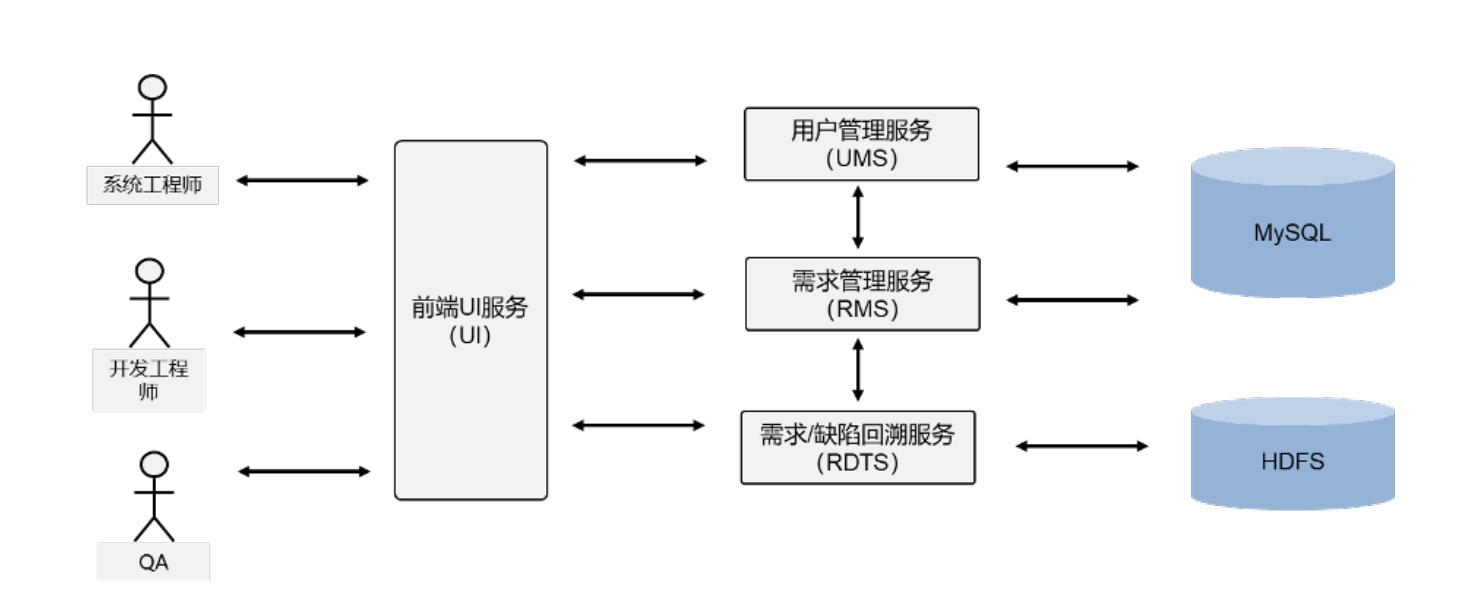 系统工程师
开发工程
师
QA
前端UI服务
(UI)
用户管理服务
(UMS)
需求管理服务
(RMS)
需求/缺陷回溯服务
(RDTS)
MySQL
HDFS